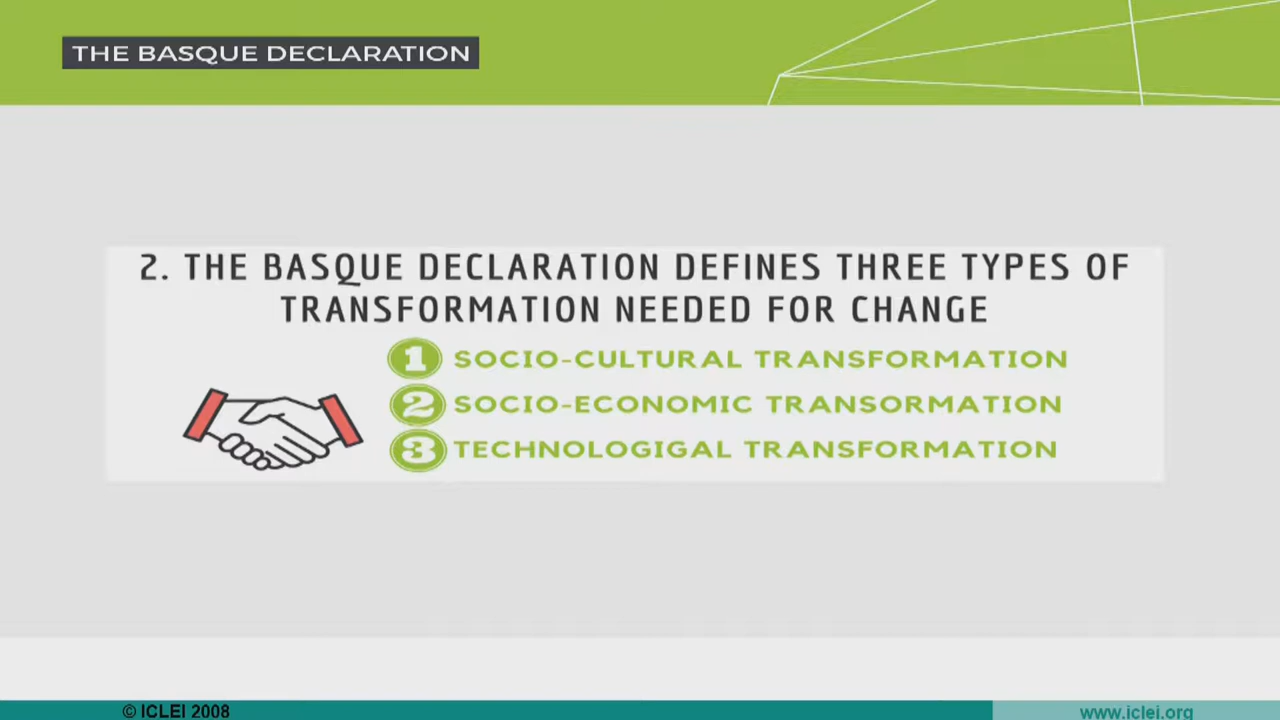 THE BASQUE DECLARATION
2. THE BASQUE DECLARATION DEFINES THREE TYPES OF
TRANSFORMATION NEEDED FOR CHANGE
1 SOCIO-CULTURAL TRANSFORMATION
2 SOCIO-ECONOMIC TRANSORMATION
3 TECHNOLOGIGAL TRANSFORMATION
© ICLEI 2008
www.iclei.org